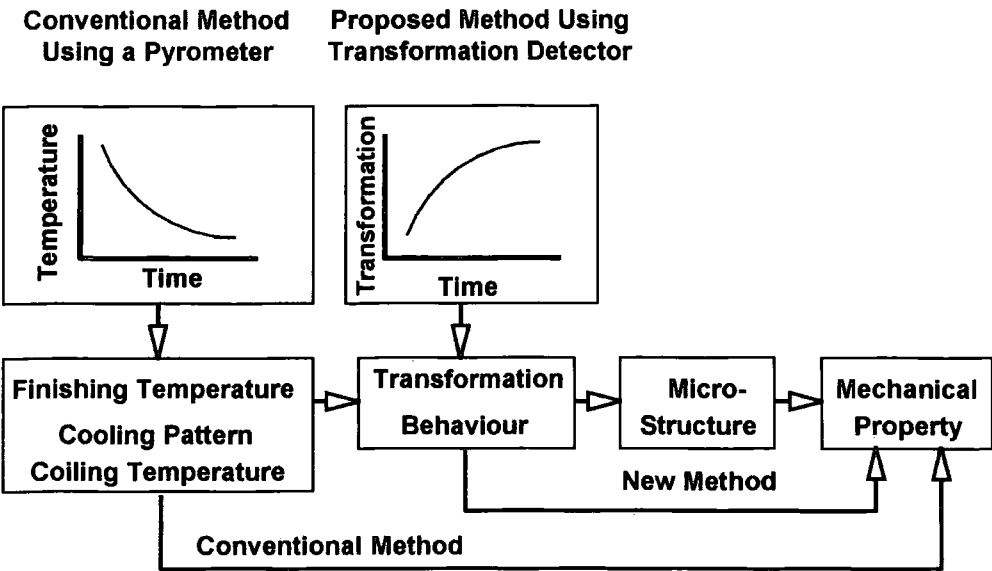 Conventional Method
Using a Pyrometer
Proposed Method Using
Transformation Detector
Temperature
Time
Transformation
Time
Finishing Temperature
Cooling Pattern
Coiling Temperature
Transformation
Behaviour
Micro-
Structure
Mechanical
Property
New Method
Conventional Method